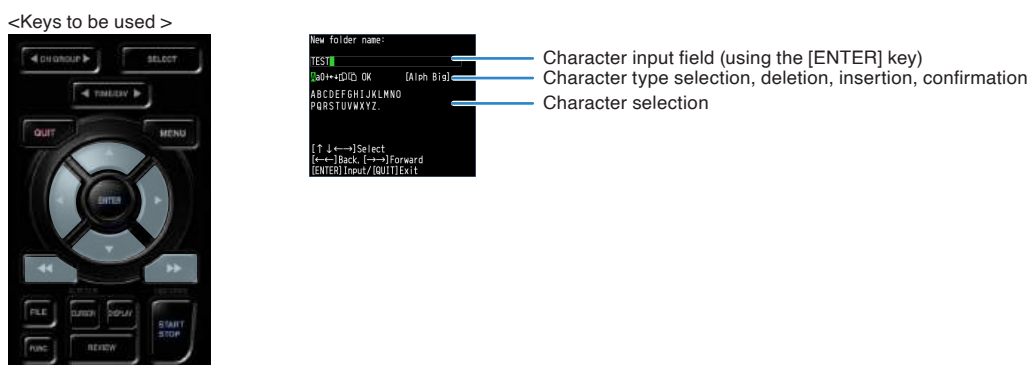 <Keys to be used >
◀ CH GROUP ▶
SELECT
◀ TIME/DIV ▶
QUIT
MENU
ENTER
FILE
CURSOR
DISPLAY
START
STOP
FUNC
REVIEW
New folder name:
TEST
OK [Alph Big]
ABCDEFGHIJKLMNO
PQRSTUVWXYZ.
[↑↓←→]Select
[←←]Back, [→→]Forward
[ENTER]Input/[QUIT]Exit
Character input field (using the [ENTER] key)
Character type selection, deletion, insertion, confirmation
Character selection